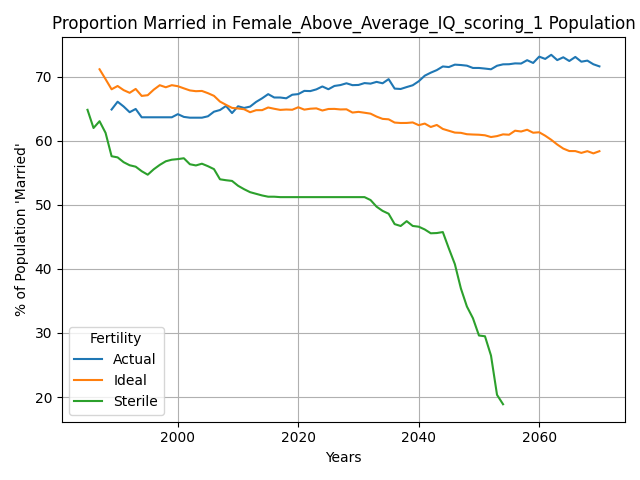 Proportion Married in Female_Above_Average_IQ_scoring_1 Population
% of Population 'Married'
70
60
50
40
30
20
Fertility
Actual
Ideal
Sterile
2000 2020 2040 2060
Years